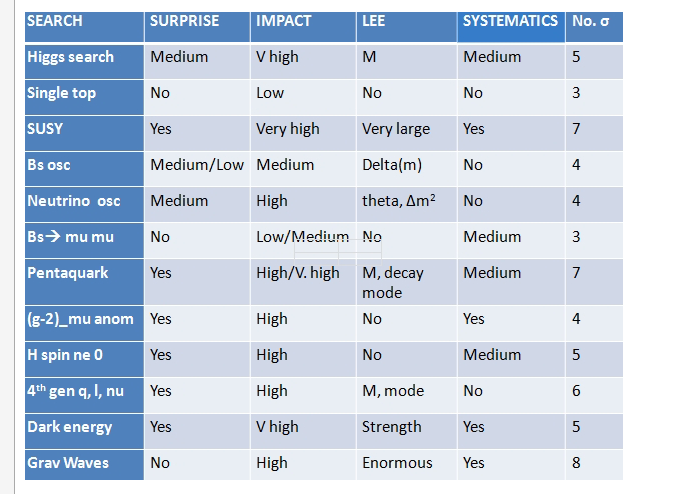 SEARCH SURPRISE IMPACT LEE SYSTEMATICS No. σ
Higgs search Medium V high M Medium 5
Single top No Low No No 3
SUSY Yes Very high Very large Yes 7
Bs osc Medium/Low Medium Delta(m) No 4
Neutrino osc Medium High theta, Δm² No 4
Bs→ mu mu No Low/Medium No Medium 3
Pentaquark Yes High/V. high M, decay mode Medium 7
(g-2)_mu anom Yes High No Yes 4
H spin ne 0 Yes High No Medium 5
4th gen q, l, nu Yes High M, mode No 6
Dark energy Yes V high Strength Yes 5
Grav Waves No High Enormous Yes 8